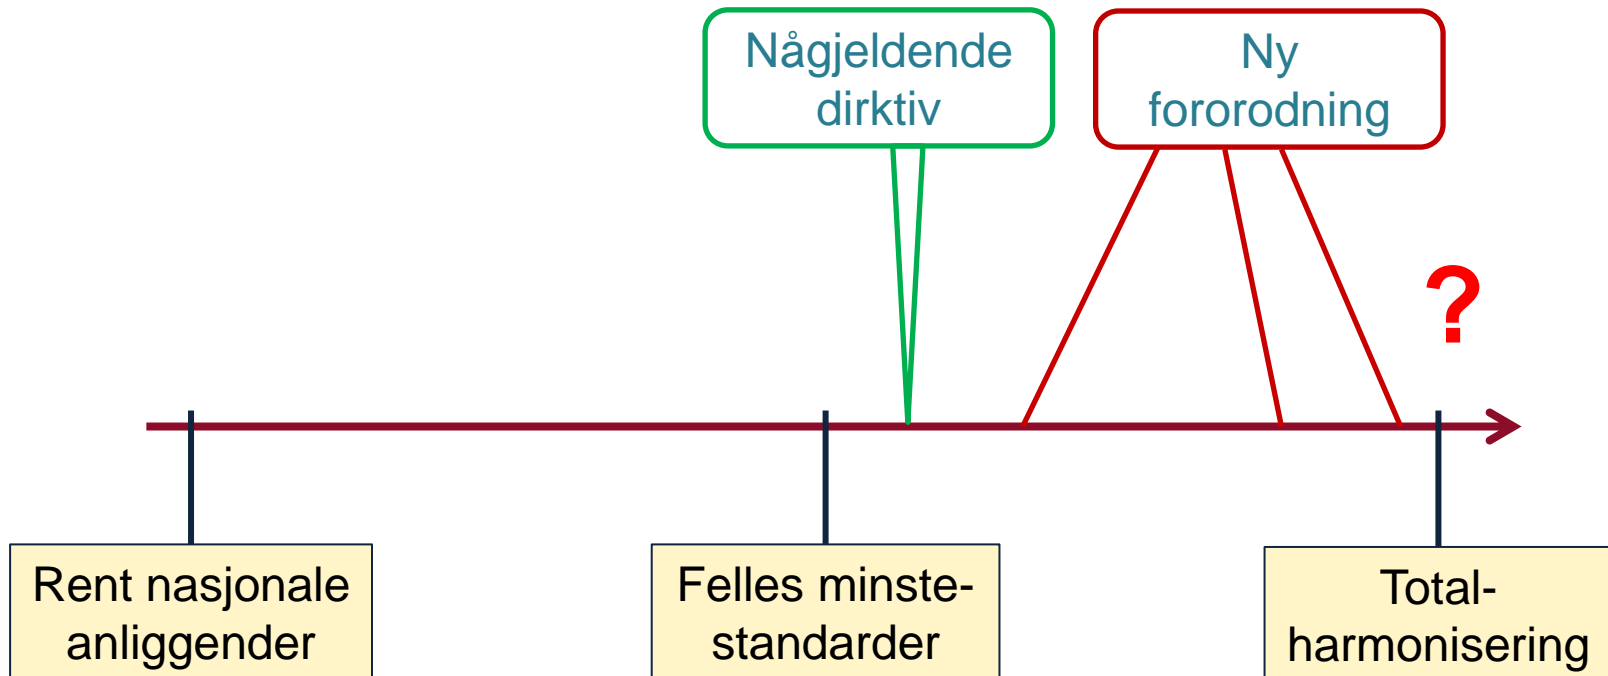 Någjeldende
dirktiv
Ny
fororodning
?
Rent nasjonale
anliggender
Felles minste-
standarder
Total-
harmonisering